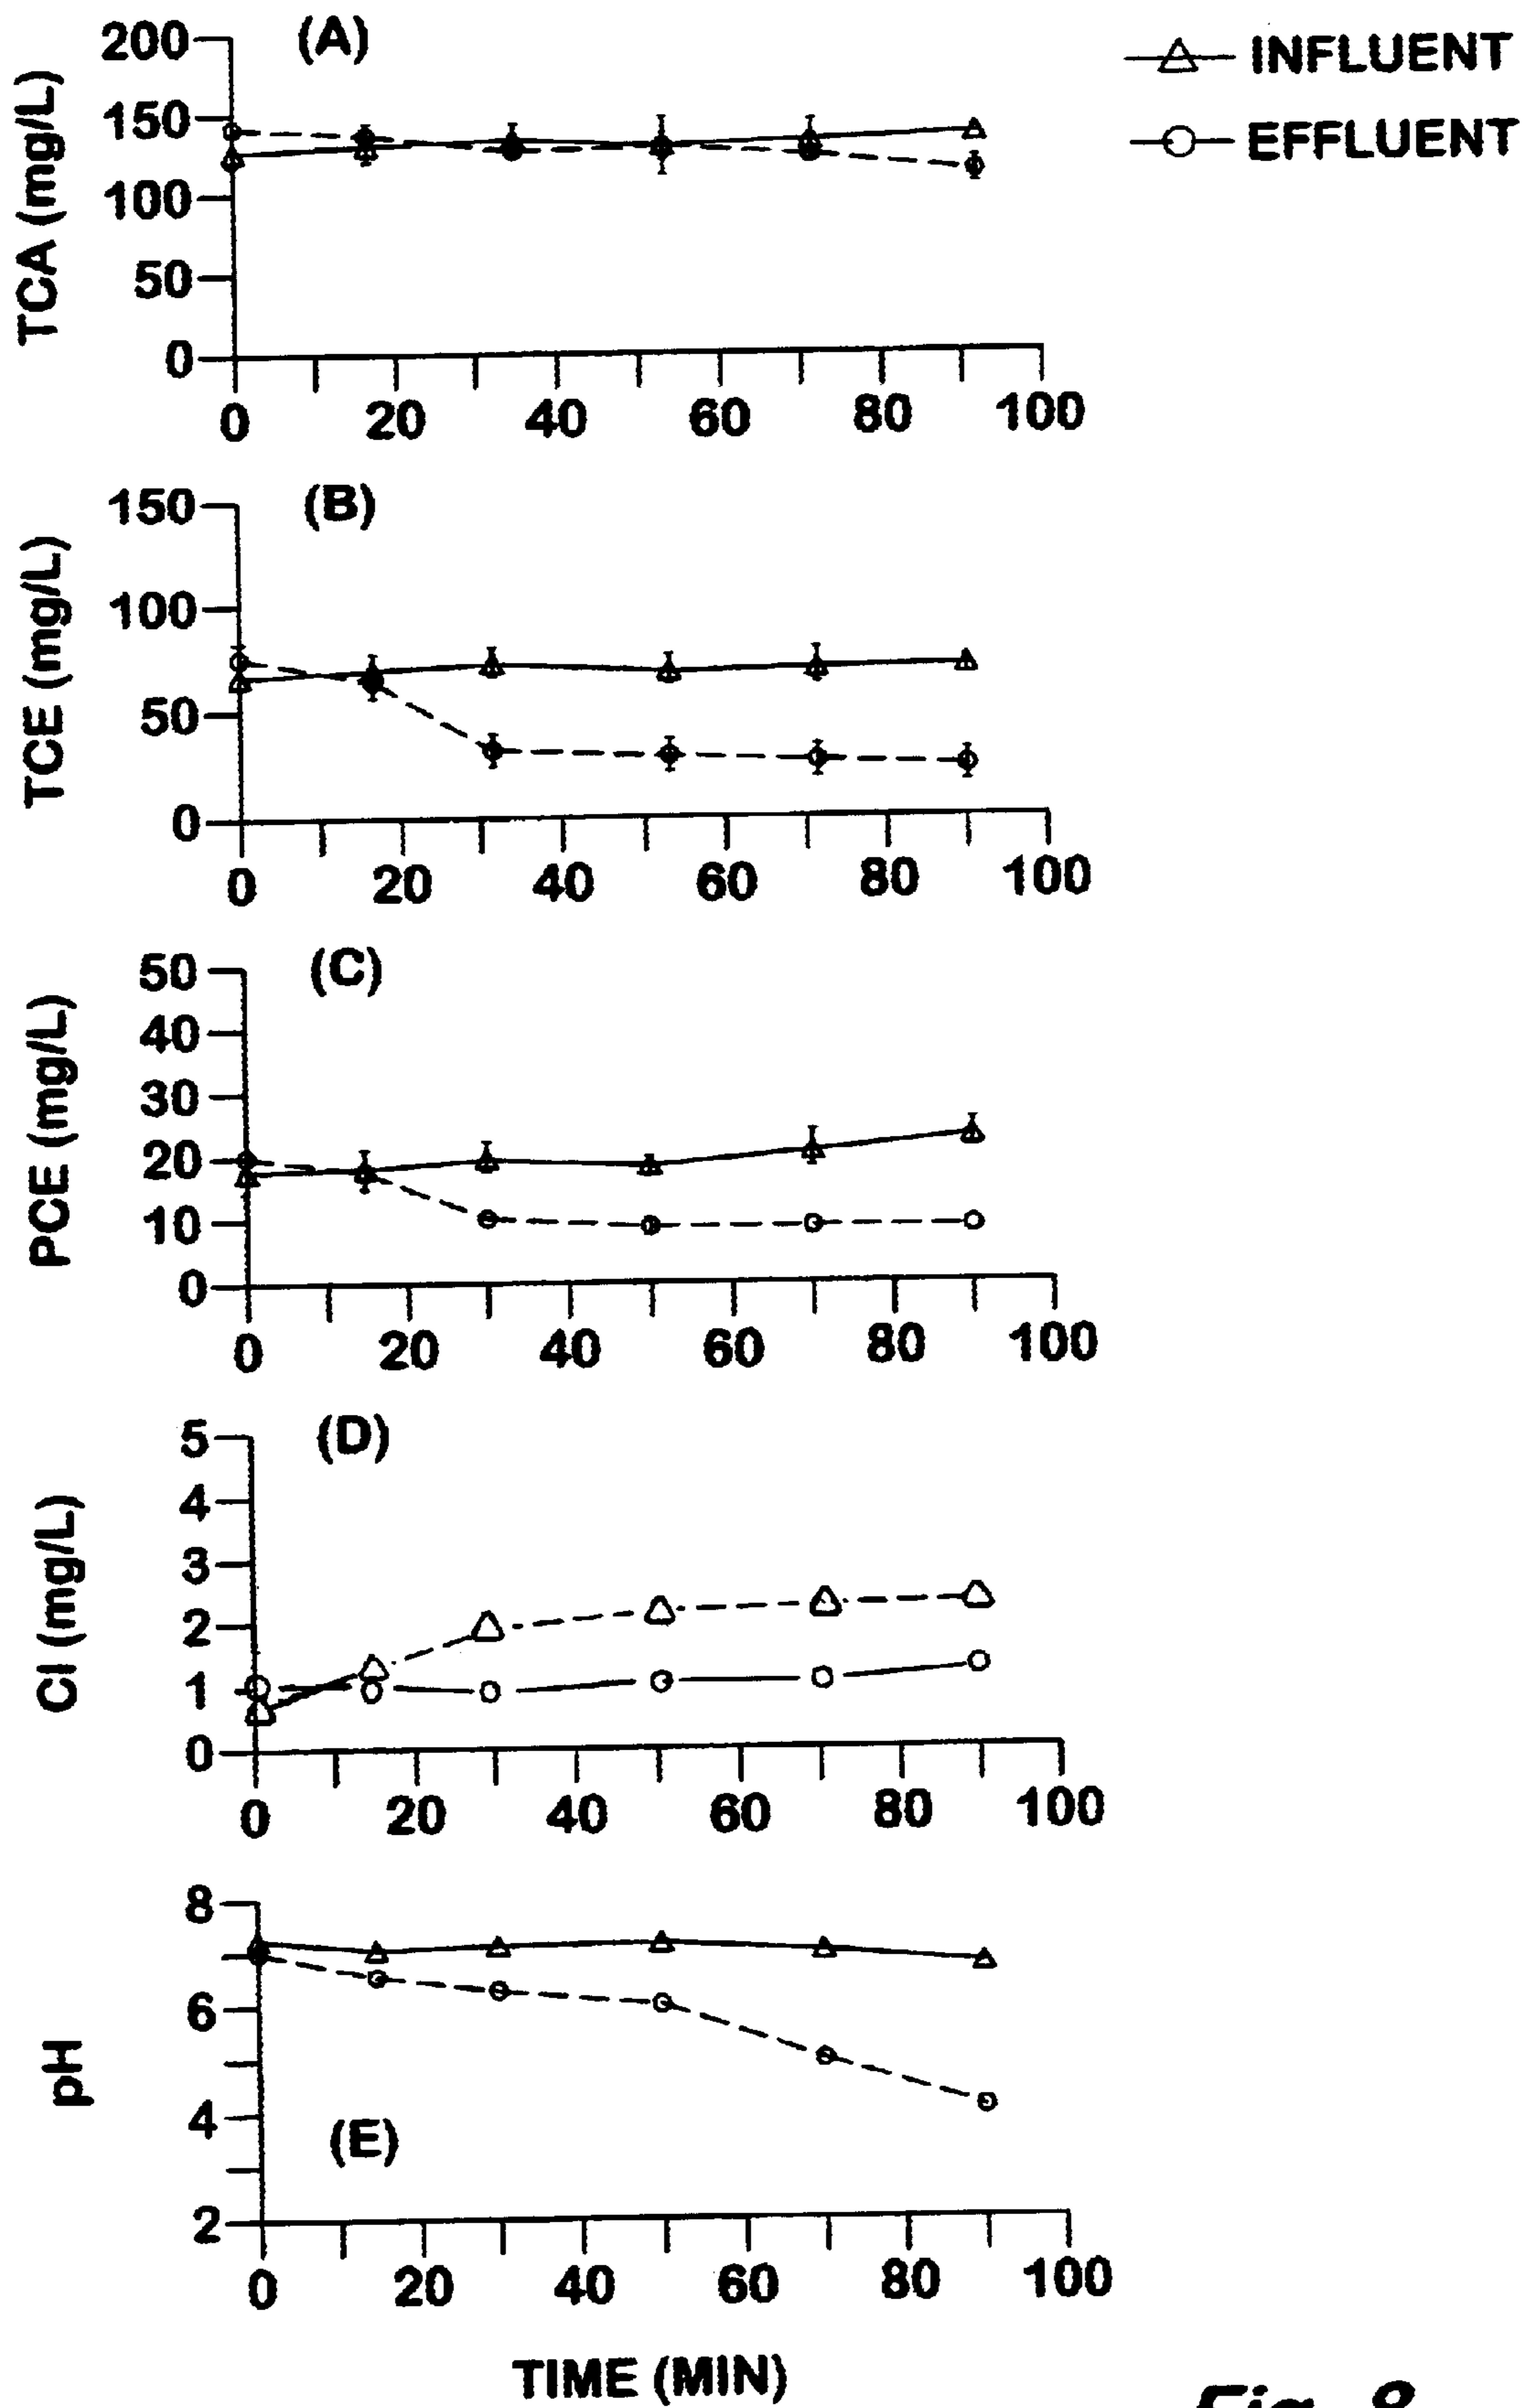 (A)
INFLUENT
EFFLUENT
TCA (mg/L)
200
150
100
50
0
0 20 40 60 80 100
(B)
TCE (mg/L)
150
100
50
0
0 20 40 60 80 100
(C)
PCE (mg/L)
50
40
30
20
10
0
0 20 40 60 80 100
(D)
Cl (mg/L)
5
4
3
2
1
0
0 20 40 60 80 100
pH
8
6
4
2
(E)
0 20 40 60 80 100
TIME (MIN)
Fig. 8